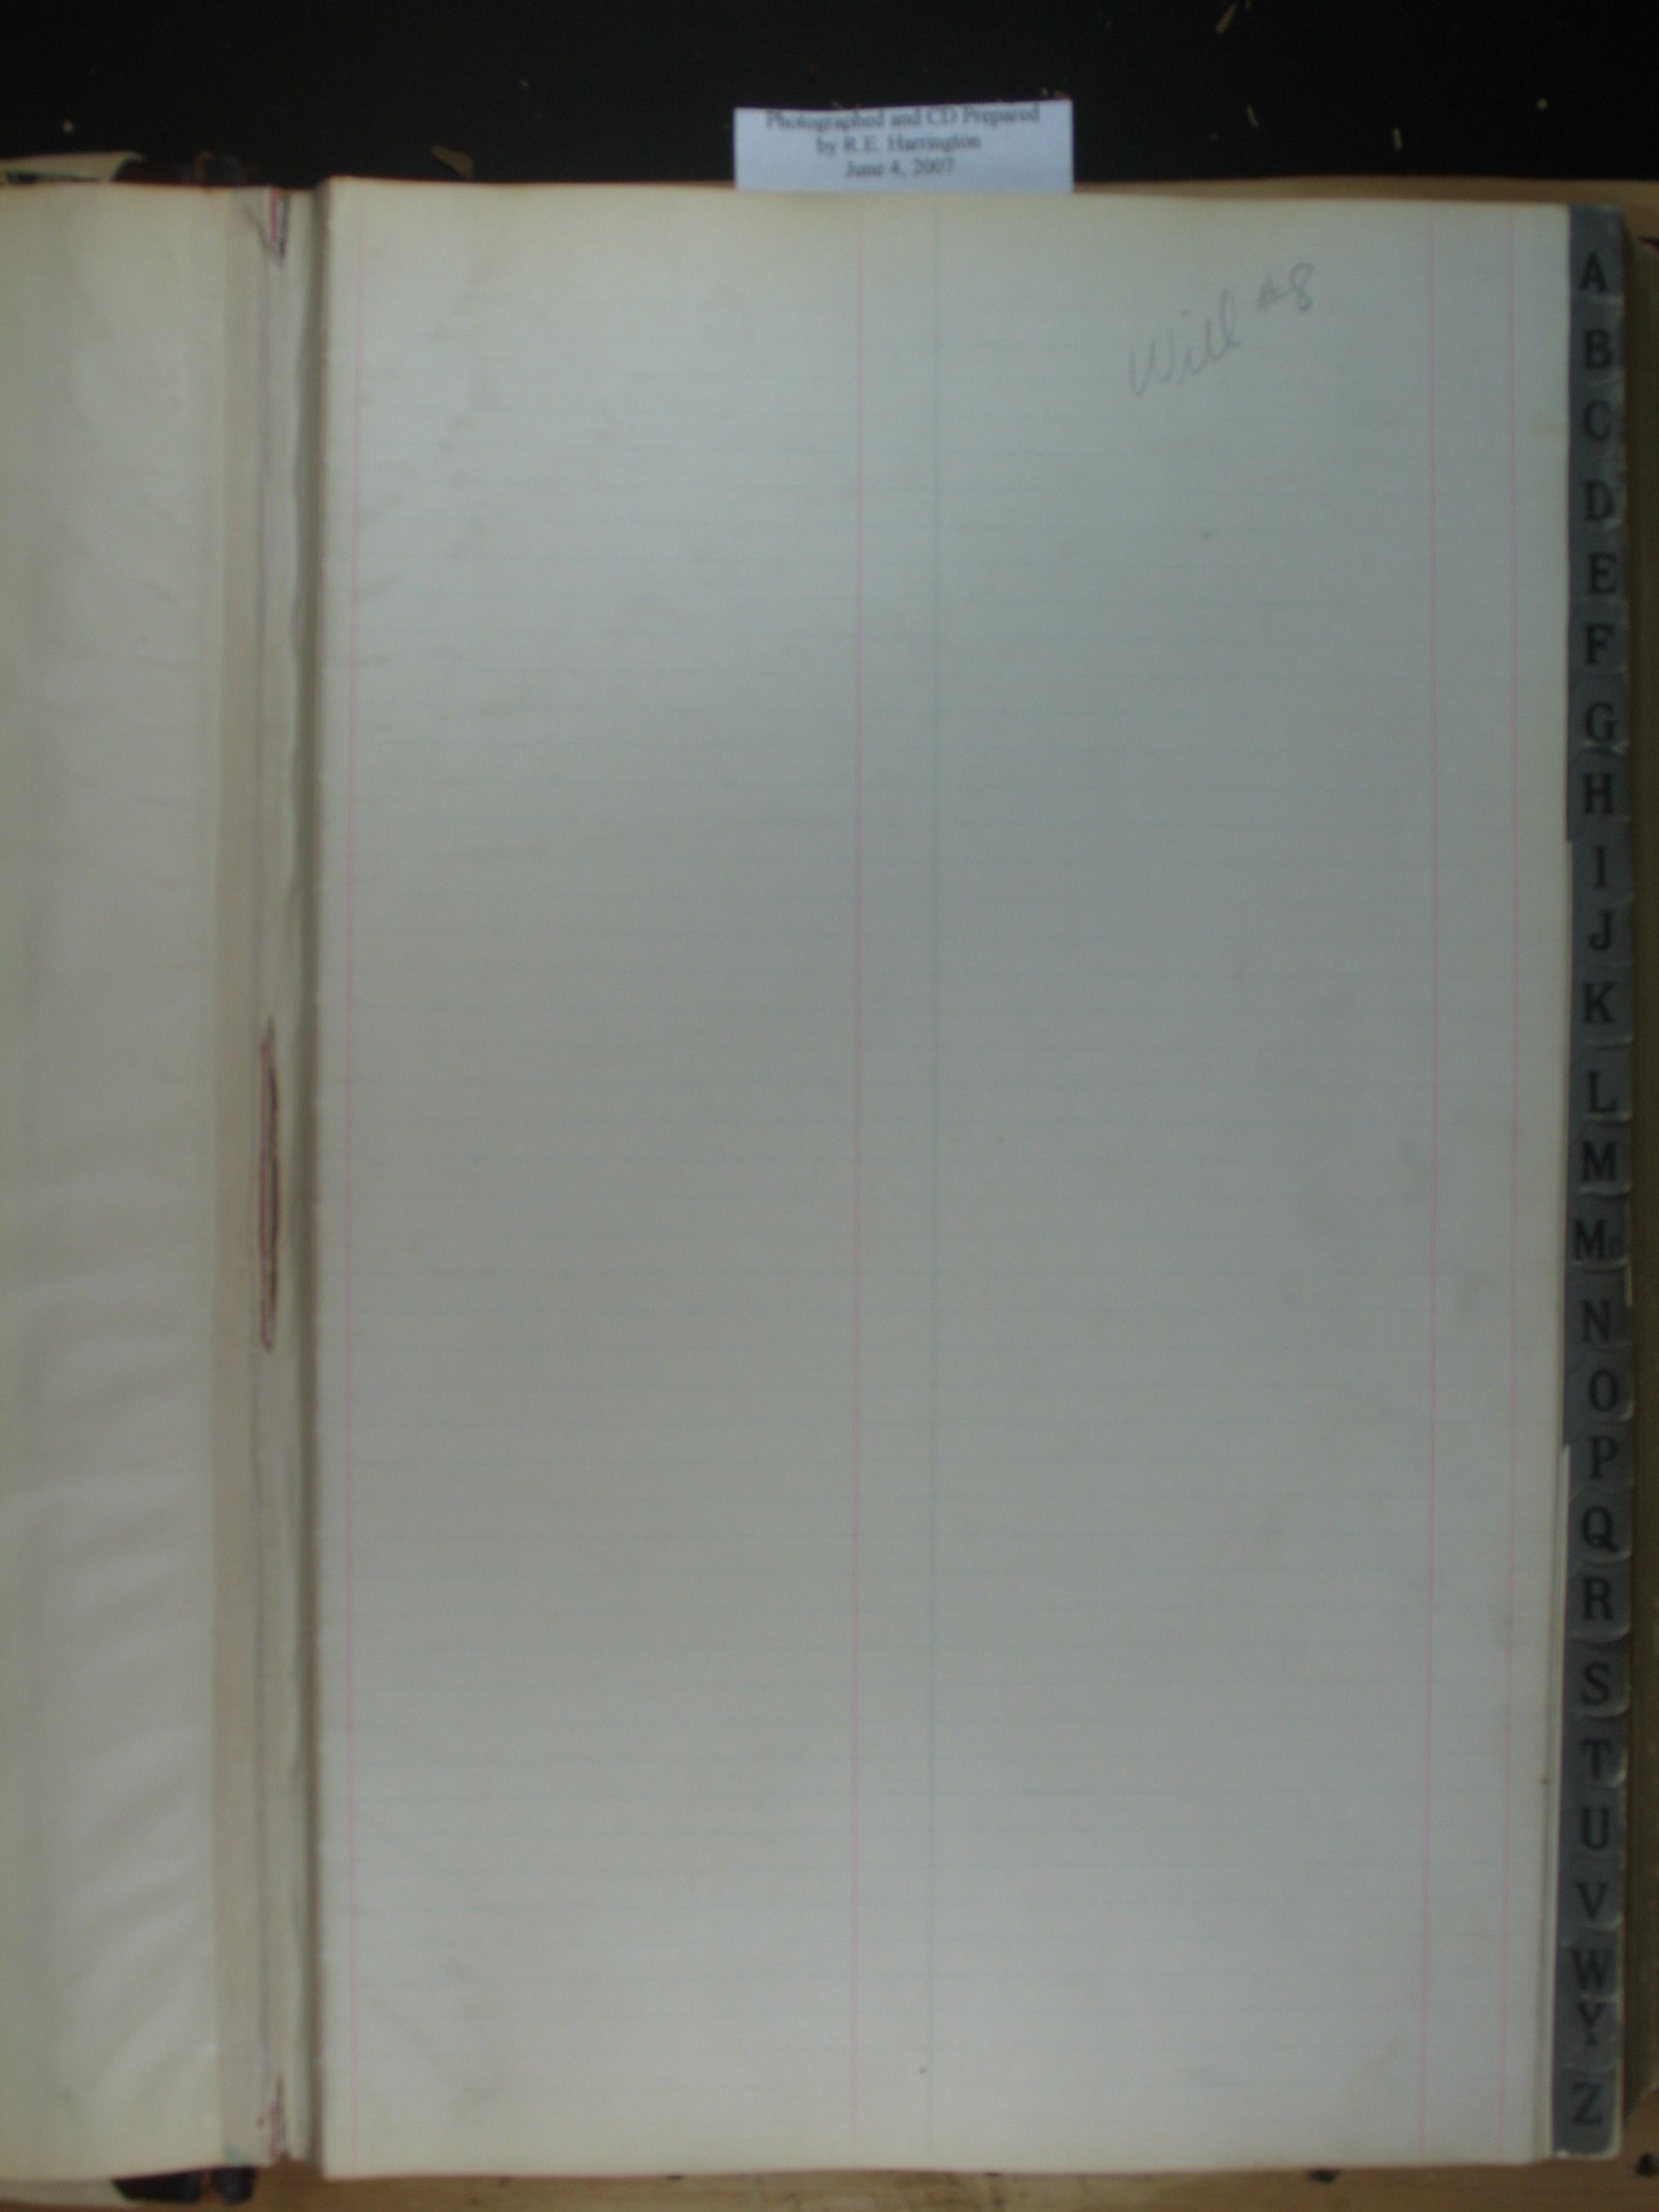 Photographed and CD Prepared
by R.E. Harrington
June 4, 2007
Will #8
A
B
C
D
E
F
G
H
I
J
K
L
M
Mc
N
O
P
Q
R
S
T
U
V
W
Y
Z